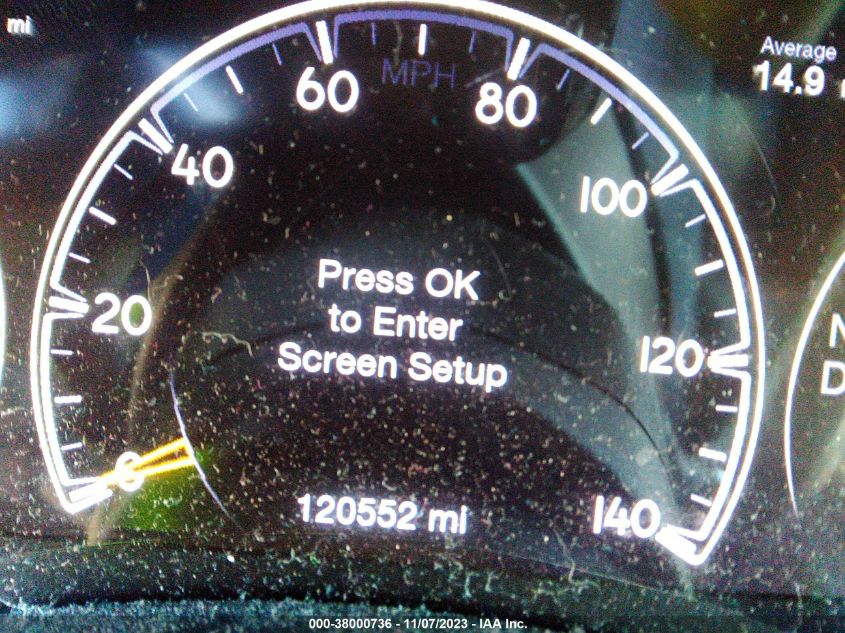 mi
Average
14.9
MPH
0
20
40
60
80
100
120
140
Press OK
to Enter
Screen Setup
120552 mi
N
D
000-38000736 - 11/07/2023 - IAA Inc.